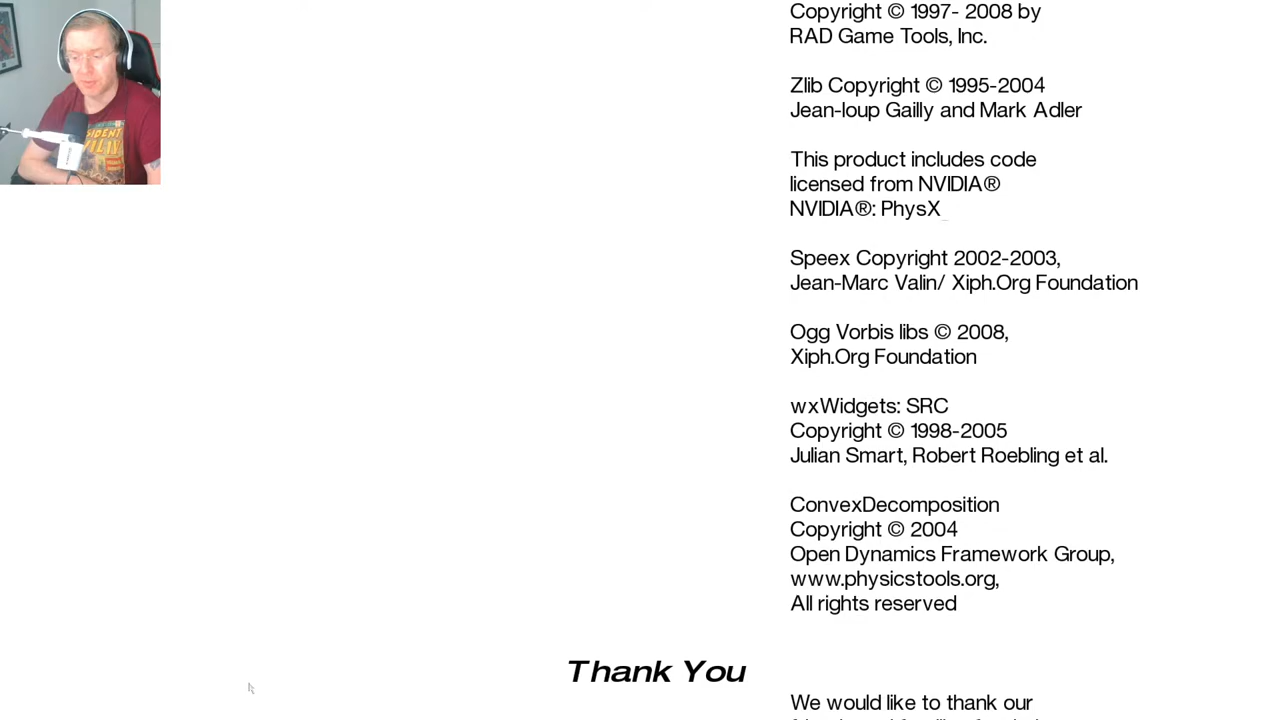 Copyright © 1997- 2008 by
RAD Game Tools, Inc.
Zlib Copyright © 1995-2004
Jean-loup Gailly and Mark Adler
This product includes code
licensed from NVIDIA®
NVIDIA®: PhysX
Speex Copyright 2002-2003,
Jean-Marc Valin/ Xiph.Org Foundation
Ogg Vorbis libs © 2008,
Xiph.Org Foundation
wxWidgets: SRC
Copyright © 1998-2005
Julian Smart, Robert Roebling et al.
ConvexDecomposition
Copyright © 2004
Open Dynamics Framework Group,
www.physicstools.org,
All rights reserved
Thank You
We would like to thank our